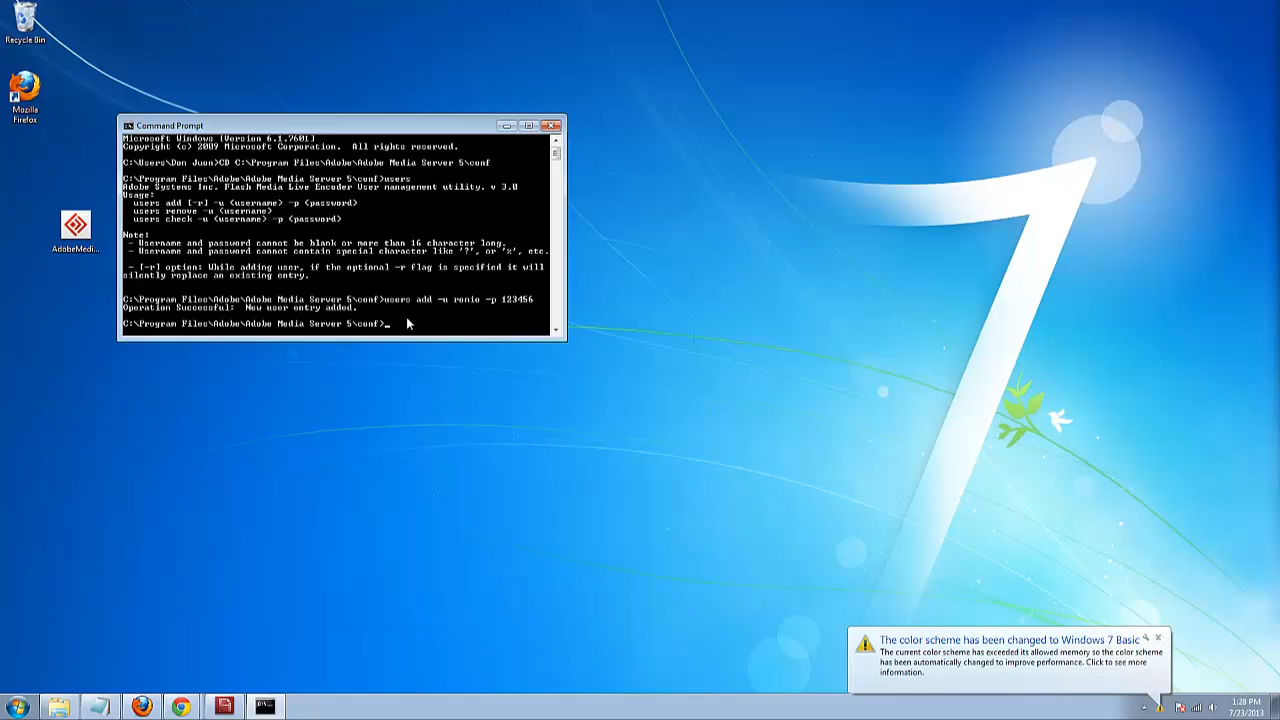 Recycle Bin
Mozilla
Firefox
AdobeMedi...
Command Prompt
Microsoft Windows [Version 6.1.7601]
Copyright (c) 2009 Microsoft Corporation.  All rights reserved.
C:\Users\Don Juan>CD C:\Program Files\Adobe\Adobe Media Server 5\conf
C:\Program Files\Adobe\Adobe Media Server 5\conf>users
Adobe Systems Inc. Flash Media Live Encoder User management utility. v 3.0
Usage:
users add [-r] -u <username> -p <password>
users remove -u <username>
users check -u <username> -p <password>
Note:
- Username and password cannot be blank or more than 16 character long.
- Username and password cannot contain special character like '?', or '%', etc.
- [-r] option: While adding user, if the optional -r flag is specified it will
silently replace an existing entry.
C:\Program Files\Adobe\Adobe Media Server 5\conf>users add -u ronio -p 123456
Operation Successful:  New user entry added.
C:\Program Files\Adobe\Adobe Media Server 5\conf>_
The color scheme has been changed to Windows 7 Basic
The current color scheme has exceeded its allowed memory so the color scheme
has been automatically changed to improve performance. Click to see more
information.
1:28 PM
7/23/2013